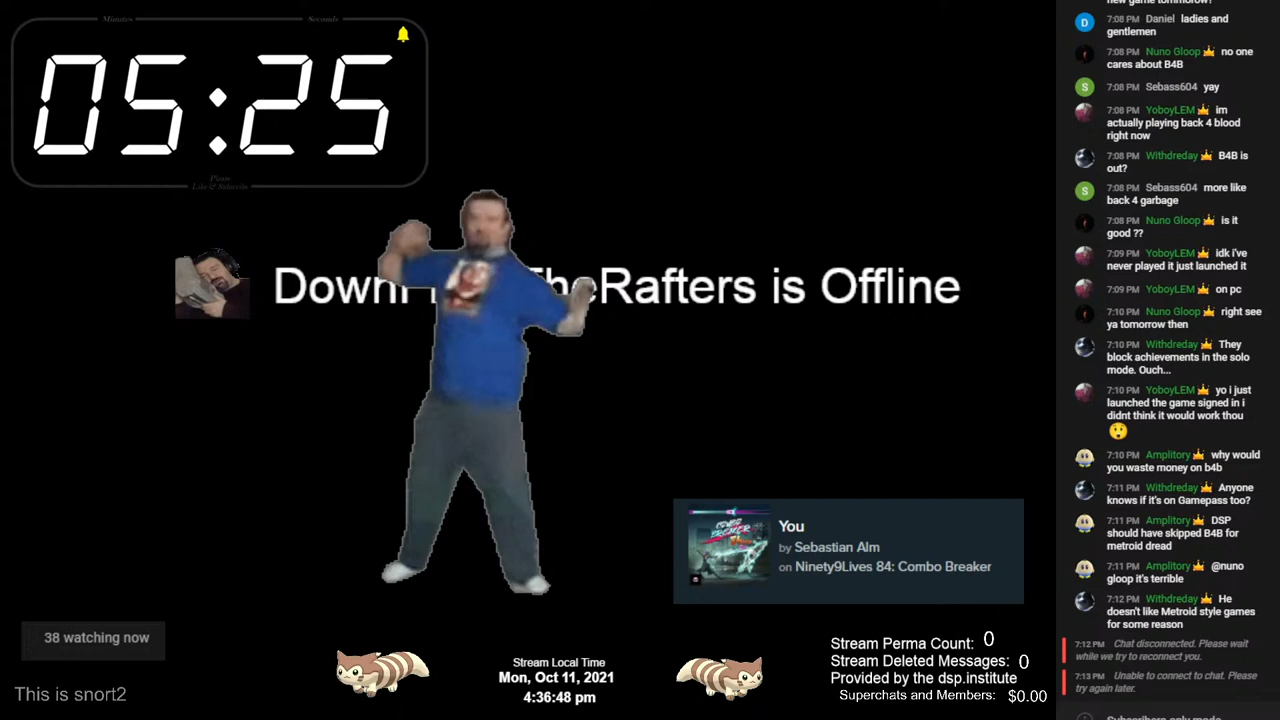 Minutes
Seconds
05:25
Please
Like & Subscribe
TheRafters is Offline
You
by Sebastian Alm
on Ninety9Lives 84: Combo Breaker
38 watching now
This is snort2
Stream Local Time
Mon, Oct 11, 2021
4:36:48 pm
Stream Perma Count: 0
Stream Deleted Messages: 0
Provided by the dsp.institute
Superchats and Members: $0.00
new game tommorow?
7:08 PM Daniel ladies and
gentlemen
7:08 PM Nuno Gloop no one
cares about B4B
7:08 PM Sebass604 yay
7:08 PM YoboyLEM im
actually playing back 4 blood
right now
7:08 PM Withdreday B4B is
out?
7:08 PM Sebass604 more like
back 4 garbage
7:08 PM Nuno Gloop is it
good ??
7:09 PM YoboyLEM idk i've
never played it just launched it
7:09 PM YoboyLEM on pc
7:10 PM Nuno Gloop right see
ya tomorrow then
7:10 PM Withdreday They
block achievements in the solo
mode. Ouch...
7:10 PM YoboyLEM yo i just
launched the game signed in i
didnt think it would work thou
7:10 PM Amplitory why would
you waste money on b4b
7:11 PM Withdreday Anyone
knows if it's on Gamepass too?
7:11 PM Amplitory DSP
should have skipped B4B for
metroid dread
7:11 PM Amplitory @nuno
gloop it's terrible
7:12 PM Withdreday He
doesn't like Metroid style games
for some reason
7:12 PM Chat disconnected. Please wait
while we try to reconnect you.
7:13 PM Unable to connect to chat. Please
try again later.
Subscribers-only mode